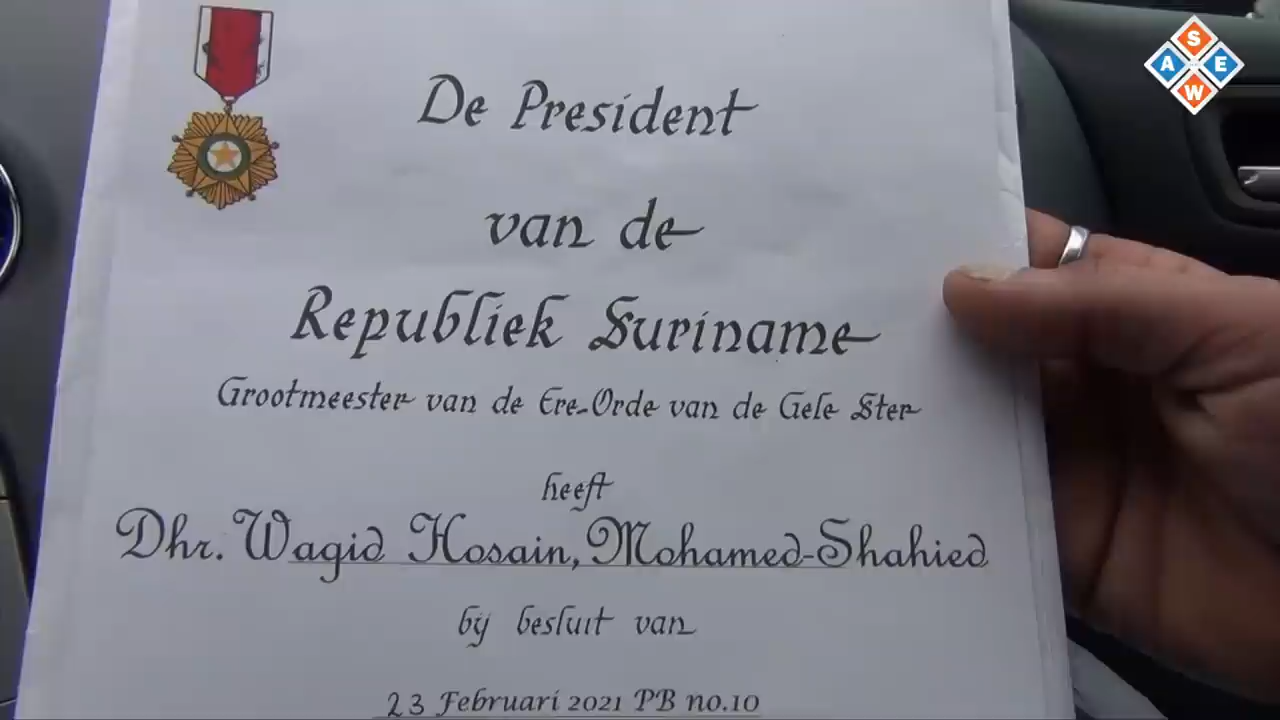 De President
van de
Republiek Suriname
Grootmeester van de Ere-Orde van de Gele Ster
heeft
Dhr. Wagid Hosain, Mohamed-Shahied
bij besluit van
23 Februari 2021 PB no.10
S
A E
W